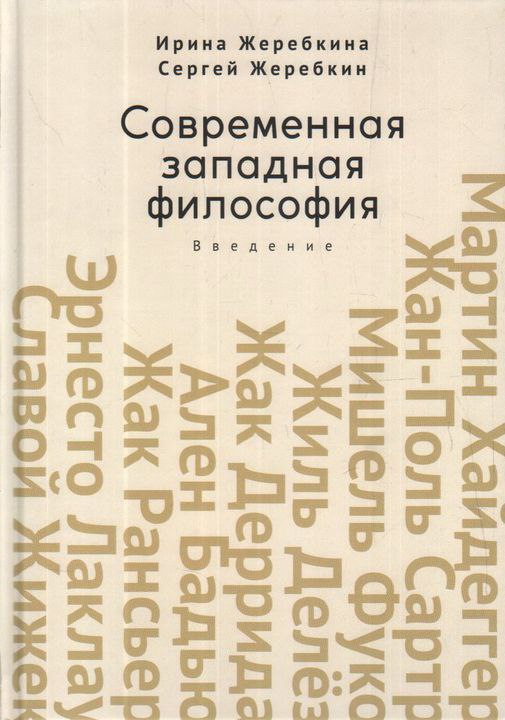 Ирина Жеребкина
Сергей Жеребкин
Современная
западная
философия
Введение
Мартин Хайдеггер
Жан-Поль Сартр
Мишель Фуко
Жиль Делёз
Жак Деррида
Ален Бадью
Жак Рансьер
Эрнесто Лаклау
Славой Жижек